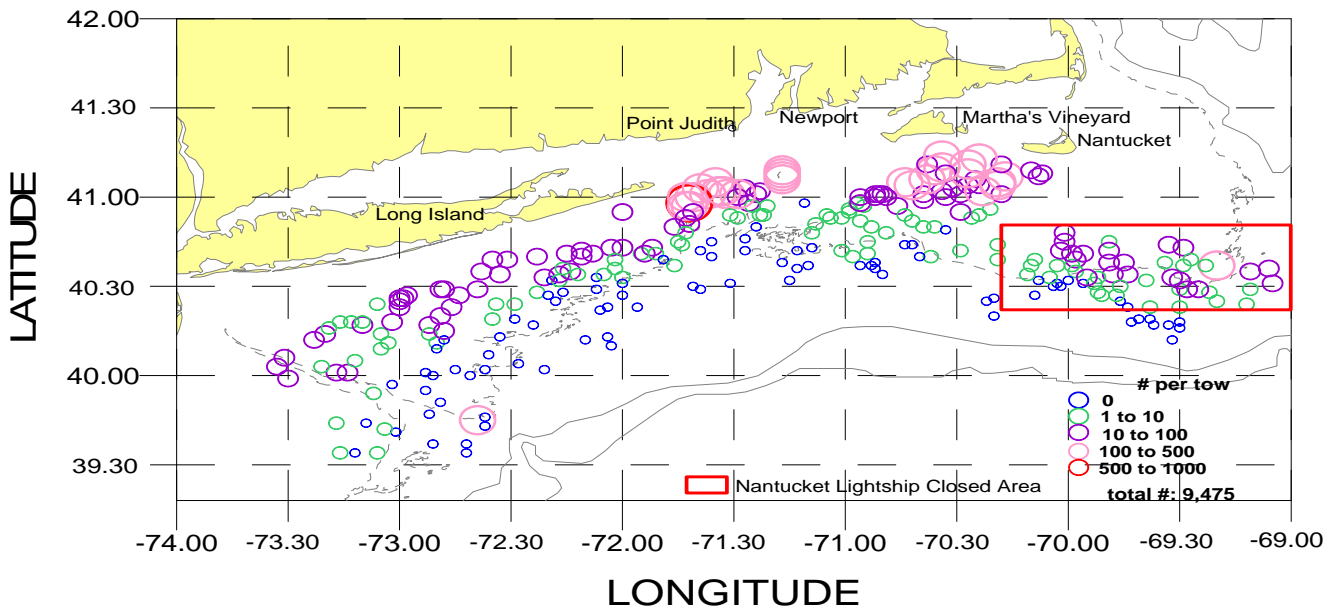 42.00
41.30
41.00
40.30
40.00
39.30
LATITUDE
Point Judith
Newport
Martha's Vineyard
Nantucket
Long Island
# per tow
0
1 to 10
10 to 100
100 to 500
500 to 1000
total #: 9,475
Nantucket Lightship Closed Area
-74.00 -73.30 -73.00 -72.30 -72.00 -71.30 -71.00 -70.30 -70.00 -69.30 -69.00
LONGITUDE